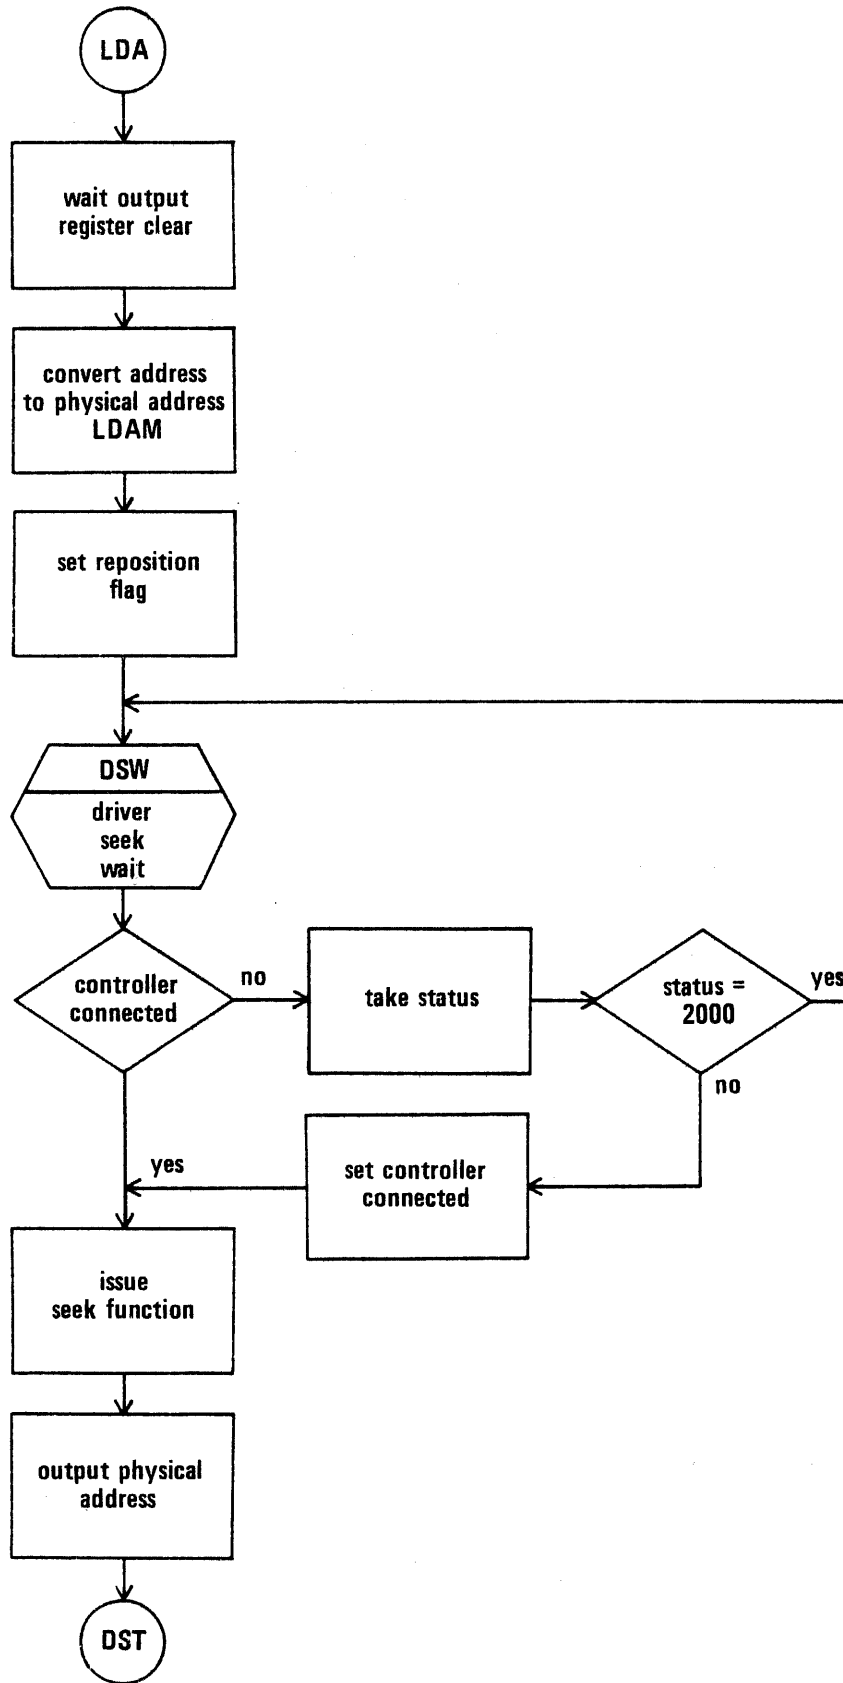 LDA
wait output
register clear
convert address
to physical address
LDAM
set reposition
flag
DSW
driver
seek
wait
controller
connected
no
take status
status =
2000
yes
no
yes
set controller
connected
issue
seek function
output physical
address
DST